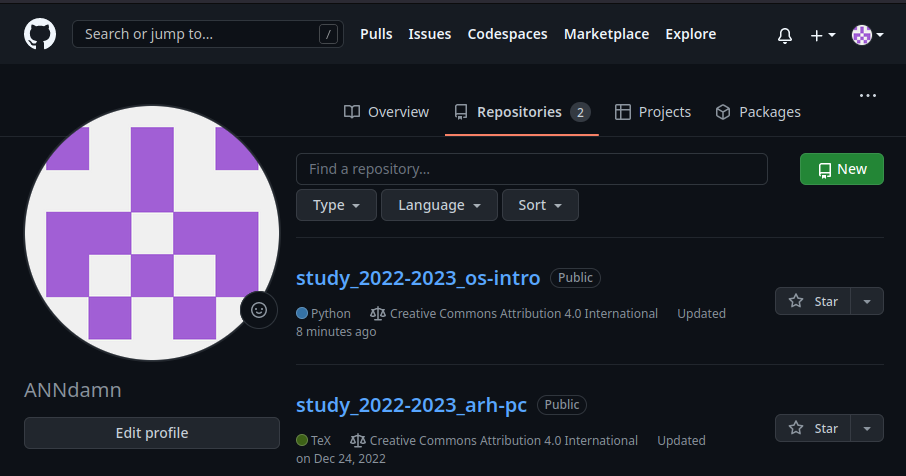 Search or jump to... /
Pulls Issues Codespaces Marketplace Explore
Overview Repositories 2 Projects Packages
Find a repository... New
Type Language Sort
study_2022-2023_os-intro Public
Star
Python Creative Commons Attribution 4.0 International Updated
8 minutes ago
ANNdamn
Edit profile
study_2022-2023_arh-pc Public
Star
TeX Creative Commons Attribution 4.0 International Updated
on Dec 24, 2022